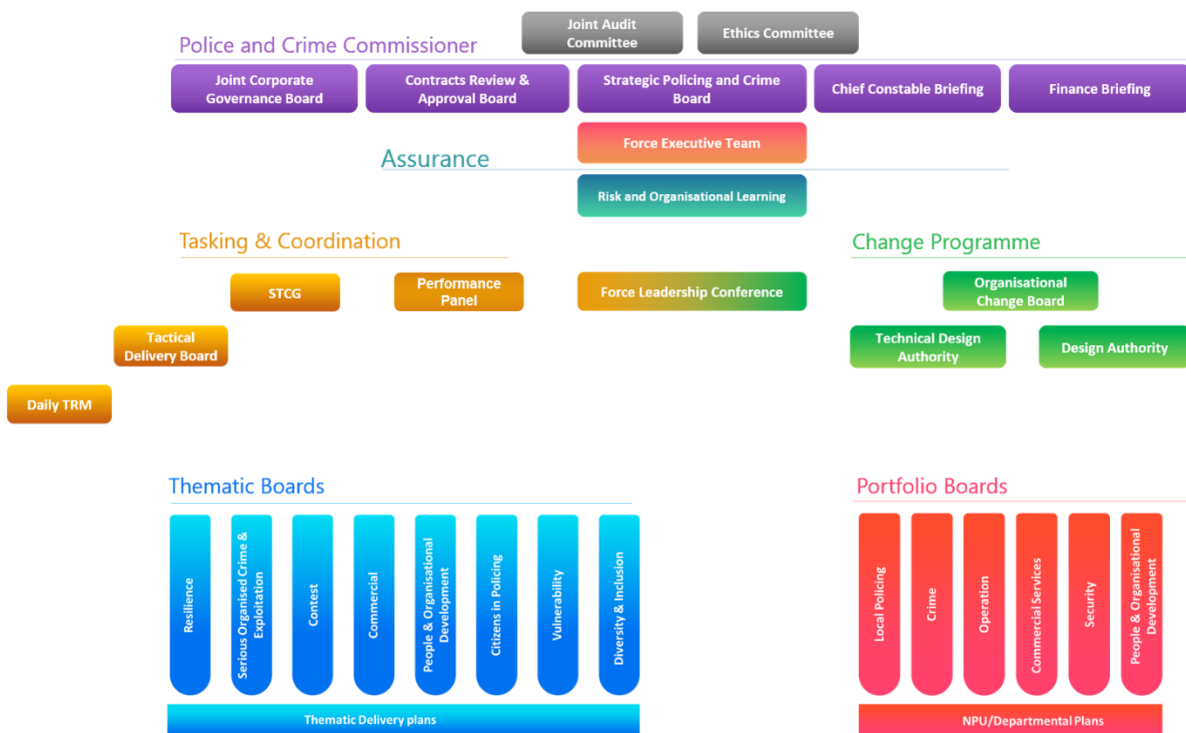 Joint Audit
Committee
Ethics Committee
Police and Crime Commissioner
Joint Corporate
Governance Board
Contracts Review &
Approval Board
Strategic Policing and Crime
Board
Chief Constable Briefing
Finance Briefing
Force Executive Team
Assurance
Risk and Organisational Learning
Tasking & Coordination
Change Programme
STCG
Performance
Panel
Force Leadership Conference
Organisational
Change Board
Tactical
Delivery Board
Technical Design
Authority
Design Authority
Daily TRM
Thematic Boards
Portfolio Boards
Resilience
Serious Organised Crime &
Exploitation
Contest
Commercial
People & Organisational
Development
Citizens in Policing
Vulnerability
Diversity & Inclusion
Local Policing
Crime
Operation
Commercial Services
Security
People & Organisational
Development
Thematic Delivery plans
NPU/Departmental Plans